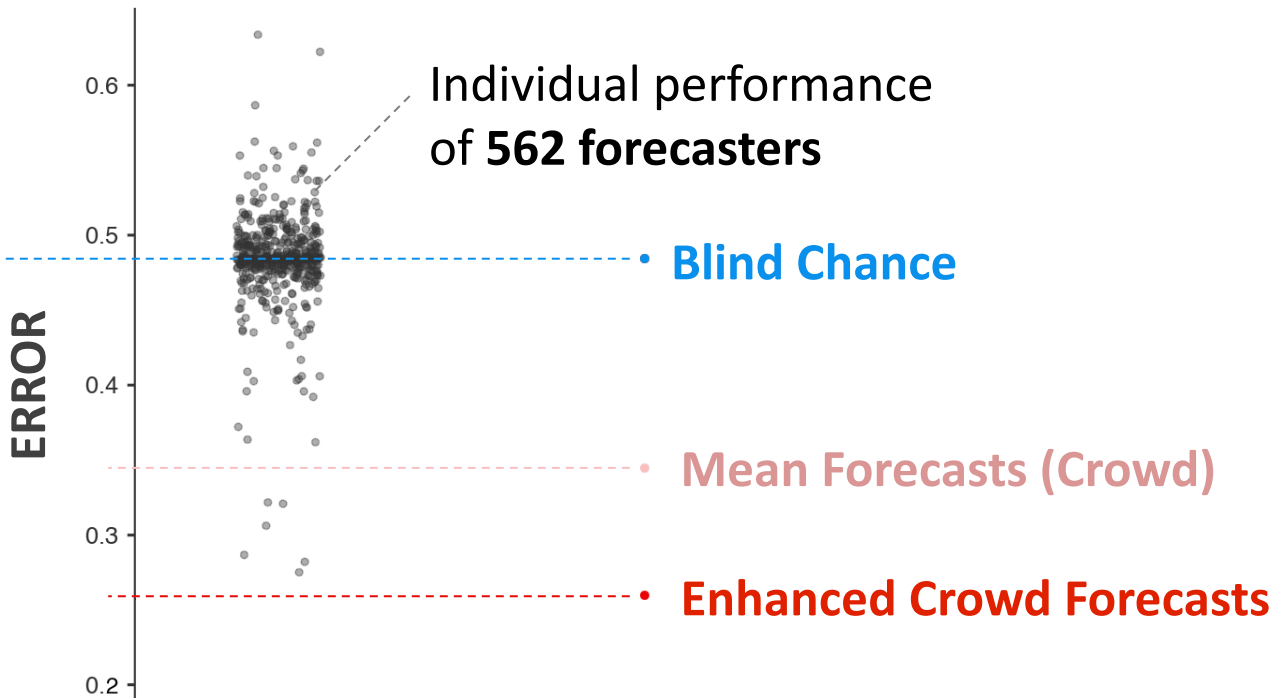 0.6
Individual performance
of 562 forecasters
0.5
Blind Chance
ERROR
0.4
Mean Forecasts (Crowd)
0.3
Enhanced Crowd Forecasts
0.2